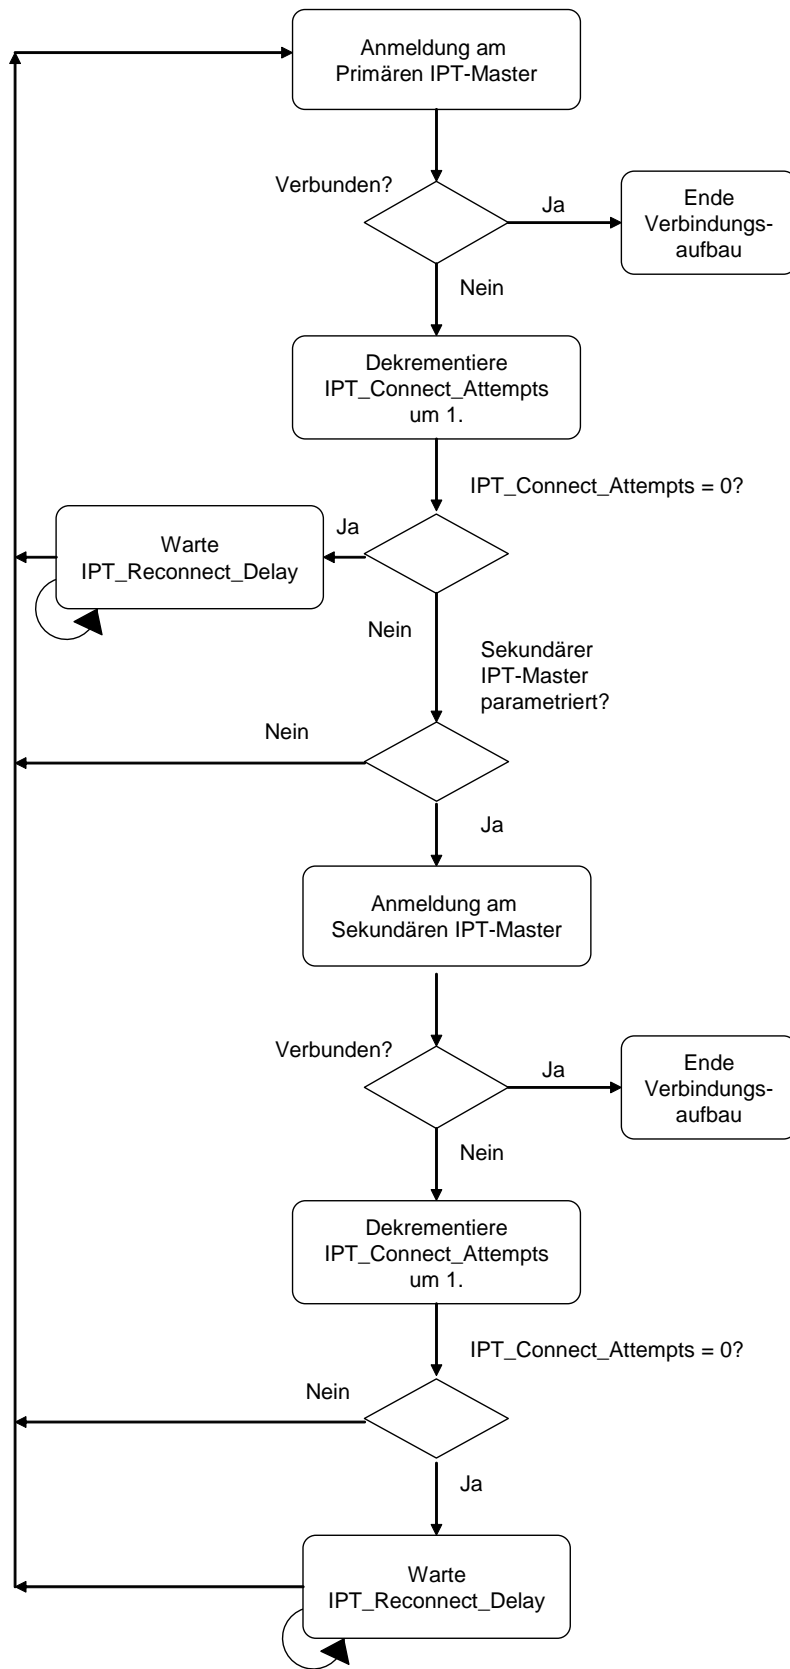 Anmeldung am
Primären IPT-Master
Verbunden?
Ja
Ende
Verbindungs-
aufbau
Nein
Dekrementiere
IPT_Connect_Attempts
um 1.
IPT_Connect_Attempts = 0?
Ja
Warte
IPT_Reconnect_Delay
Nein
Sekundärer
IPT-Master
parametriert?
Nein
Ja
Anmeldung am
Sekundären IPT-Master
Verbunden?
Ja
Ende
Verbindungs-
aufbau
Nein
Dekrementiere
IPT_Connect_Attempts
um 1.
IPT_Connect_Attempts = 0?
Nein
Ja
Warte
IPT_Reconnect_Delay